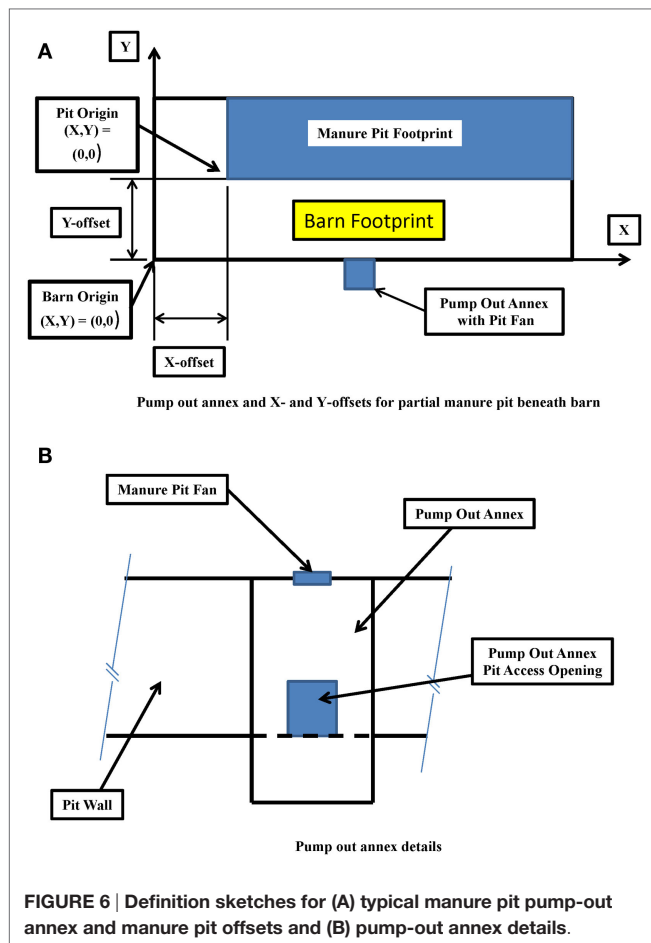 A
Y
Pit Origin
(X,Y) =
(0,0)
Manure Pit Footprint
Y-offset
Barn Footprint
X
Barn Origin
(X,Y) = (0,0)
Pump Out Annex
with Pit Fan
X-offset
Pump out annex and X- and Y-offsets for partial manure pit beneath barn
B
Manure Pit Fan
Pump Out Annex
Pump Out Annex
Pit Access Opening
Pit Wall
Pump out annex details
FIGURE 6 | Definition sketches for (A) typical manure pit pump-out
annex and manure pit offsets and (B) pump-out annex details.